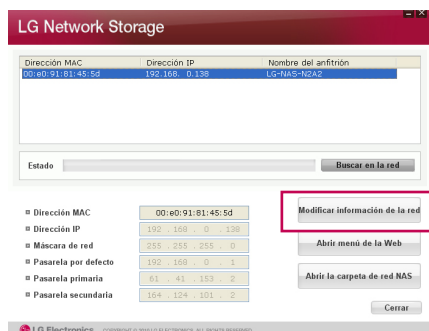 LG Network Storage
Dirección MAC Dirección IP Nombre del anfitrión
00:e0:91:81:45:5d 192.168. 0.138 LG-NAS-N2A2
Estado Buscar en la red
Dirección MAC 00:e0:91:81:45:5d
Modificar información de la red
Dirección IP 192 . 168 . 0 . 138
Máscara de red 255 . 255 . 255 . 0
Abrir menú de la Web
Pasarela por defecto 192 . 168 . 0 . 1
Pasarela primaria 61 . 41 . 153 . 2
Abrir la carpeta de red NAS
Pasarela secundaria 164 . 124 . 101 . 2
Cerrar
LG Electronics